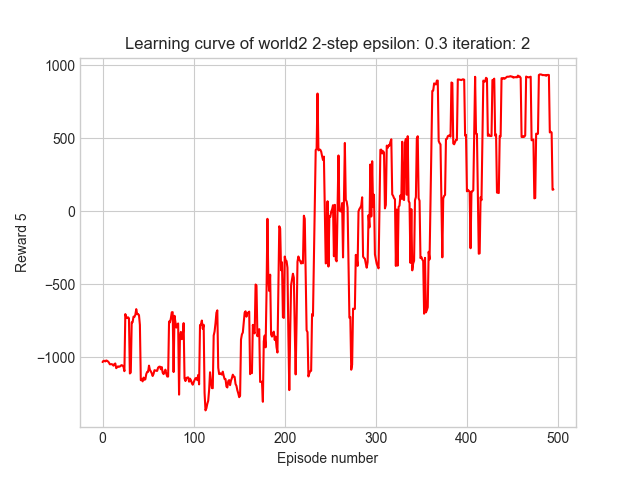 Learning curve of world2 2-step epsilon: 0.3 iteration: 2
1000
500
0
−500
−1000
Reward 5
0 100 200 300 400 500
Episode number